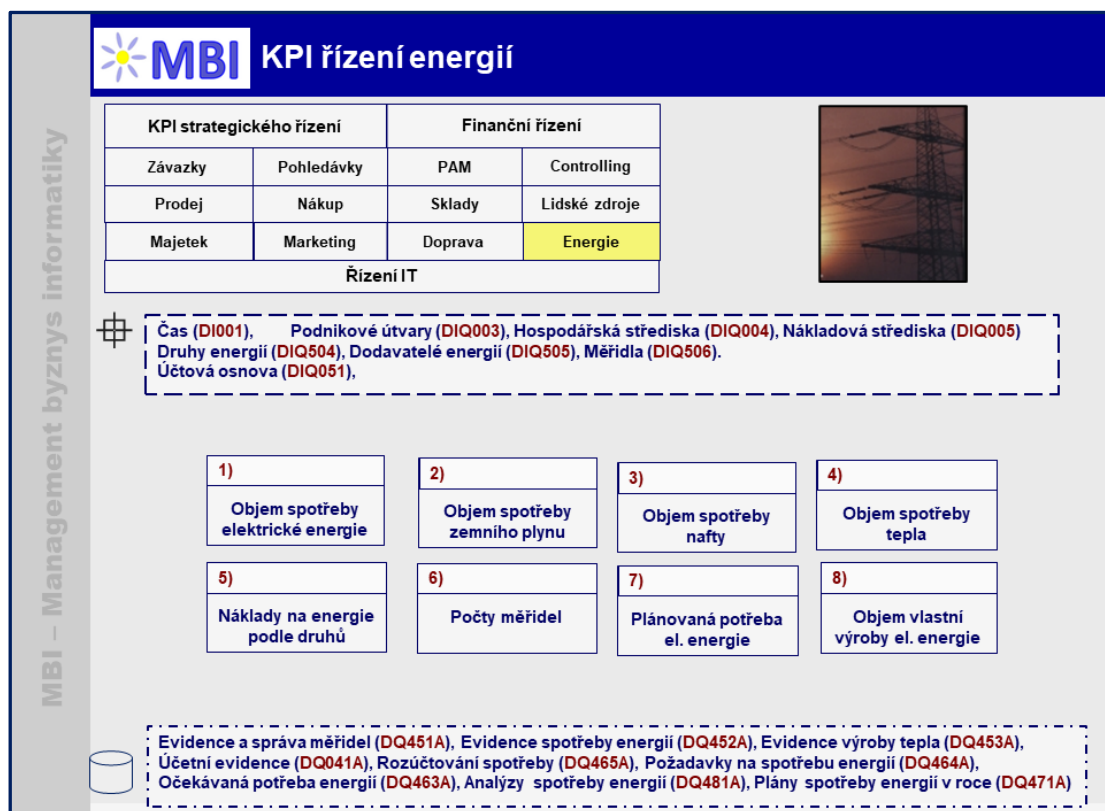 MBI – Management byznys informatiky
MBI
KPI řízení energií
KPI strategického řízení
Finanční řízení
Závazky
Pohledávky
PAM
Controlling
Prodej
Nákup
Sklady
Lidské zdroje
Majetek
Marketing
Doprava
Energie
Řízení IT
Čas (DI001), Podnikové útvary (DIQ003), Hospodářská střediska (DIQ004), Nákladová střediska (DIQ005)
Druhy energií (DIQ504), Dodavatelé energií (DIQ505), Měřidla (DIQ506).
Účtová osnova (DIQ051),
1)
Objem spotřeby
elektrické energie
2)
Objem spotřeby
zemního plynu
3)
Objem spotřeby
nafty
4)
Objem spotřeby
tepla
5)
Náklady na energie
podle druhů
6)
Počty měřidel
7)
Plánovaná potřeba
el. energie
8)
Objem vlastní
výroby el. energie
Evidence a správa měřidel (DQ451A), Evidence spotřeby energií (DQ452A), Evidence výroby tepla (DQ453A),
Účetní evidence (DQ041A), Rozúčtování spotřeby (DQ465A), Požadavky na spotřebu energií (DQ464A),
Očekávaná potřeba energií (DQ463A), Analýzy spotřeby energií (DQ481A), Plány spotřeby energií v roce (DQ471A)